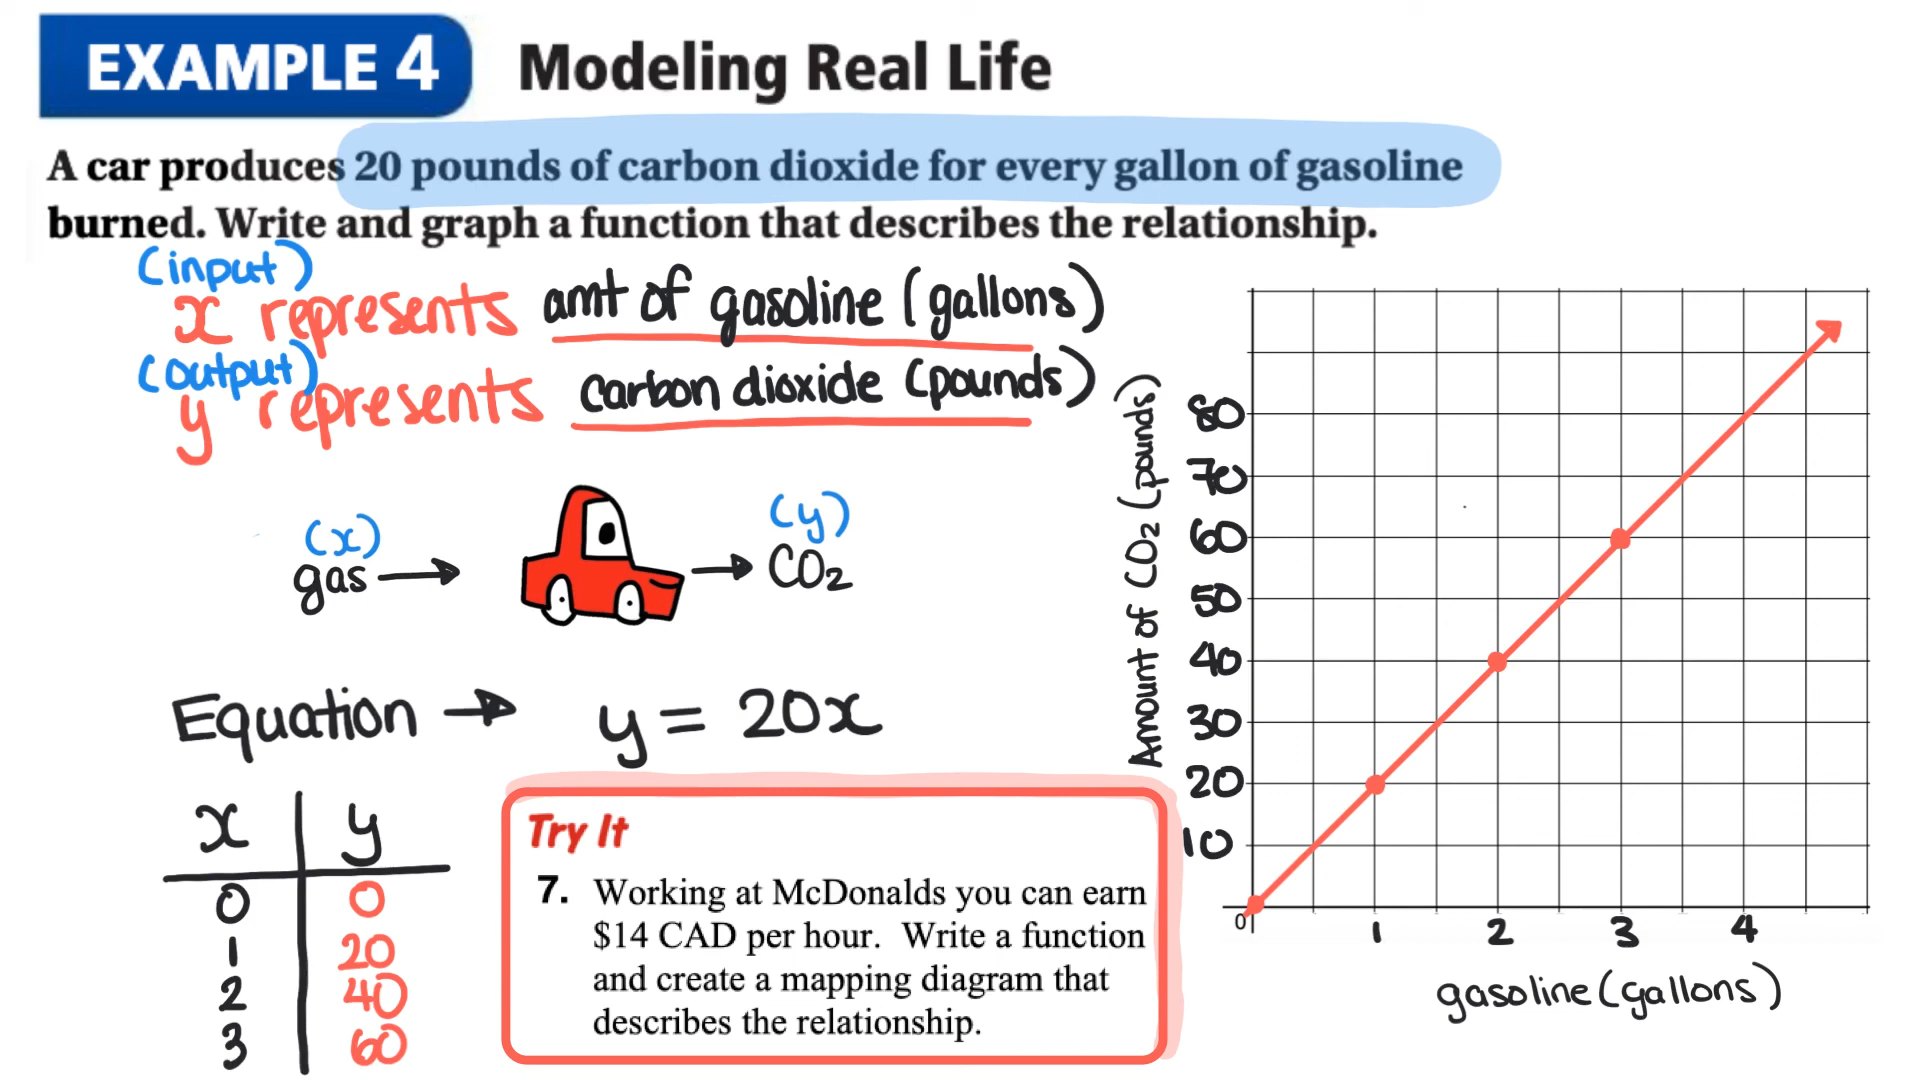 EXAMPLE 4 Modeling Real Life
A car produces 20 pounds of carbon dioxide for every gallon of gasoline
burned. Write and graph a function that describes the relationship.
(input)
x represents amt of gasoline (gallons)
(output)
y represents carbon dioxide (pounds)
(x)
gas → → CO₂
(y)
Equation → y = 20x
x y
0 0
1 20
2 40
3 60
Try It
7. Working at McDonalds you can earn
$14 CAD per hour. Write a function
and create a mapping diagram that
describes the relationship.
Amount of CO₂ (pounds)
80
70
60
50
40
30
20
10
0 1 2 3 4
gasoline (gallons)